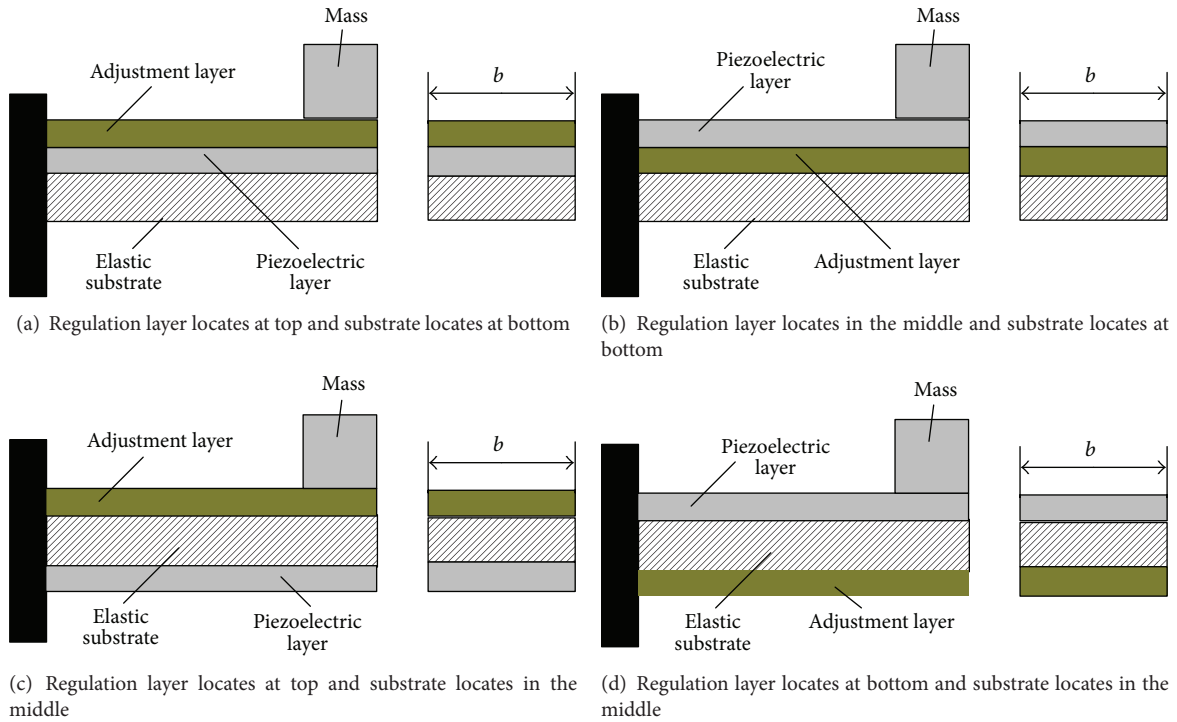 Mass
Adjustment layer
b
Elastic
substrate
Piezoelectric
layer
(a) Regulation layer locates at top and substrate locates at bottom
Mass
Piezoelectric
layer
b
Elastic
substrate
Adjustment layer
(b) Regulation layer locates in the middle and substrate locates at
bottom
Mass
Adjustment layer
b
Elastic
substrate
Piezoelectric
layer
(c) Regulation layer locates at top and substrate locates in the
middle
Mass
Piezoelectric
layer
b
Elastic
substrate
Adjustment layer
(d) Regulation layer locates at bottom and substrate locates in the
middle